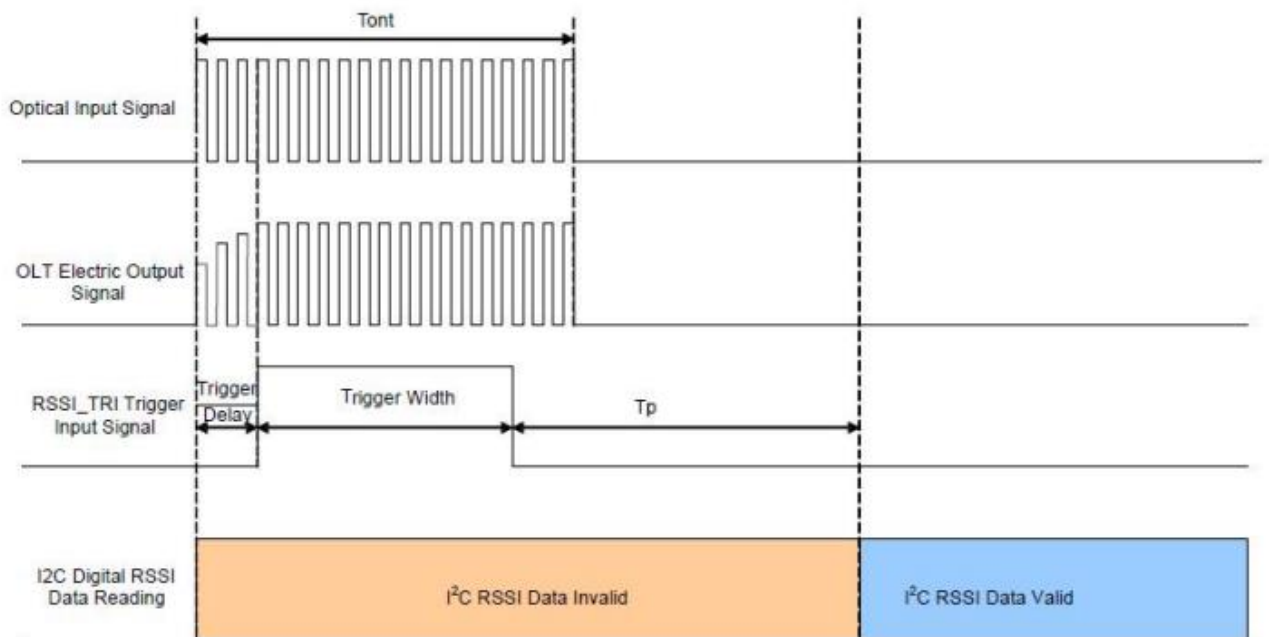 Tont
Optical Input Signal
OLT Electric Output
Signal
RSSI_TRI Trigger
Input Signal
Trigger
Delay
Trigger Width
Tp
I2C Digital RSSI
Data Reading
I²C RSSI Data Invalid
I²C RSSI Data Valid